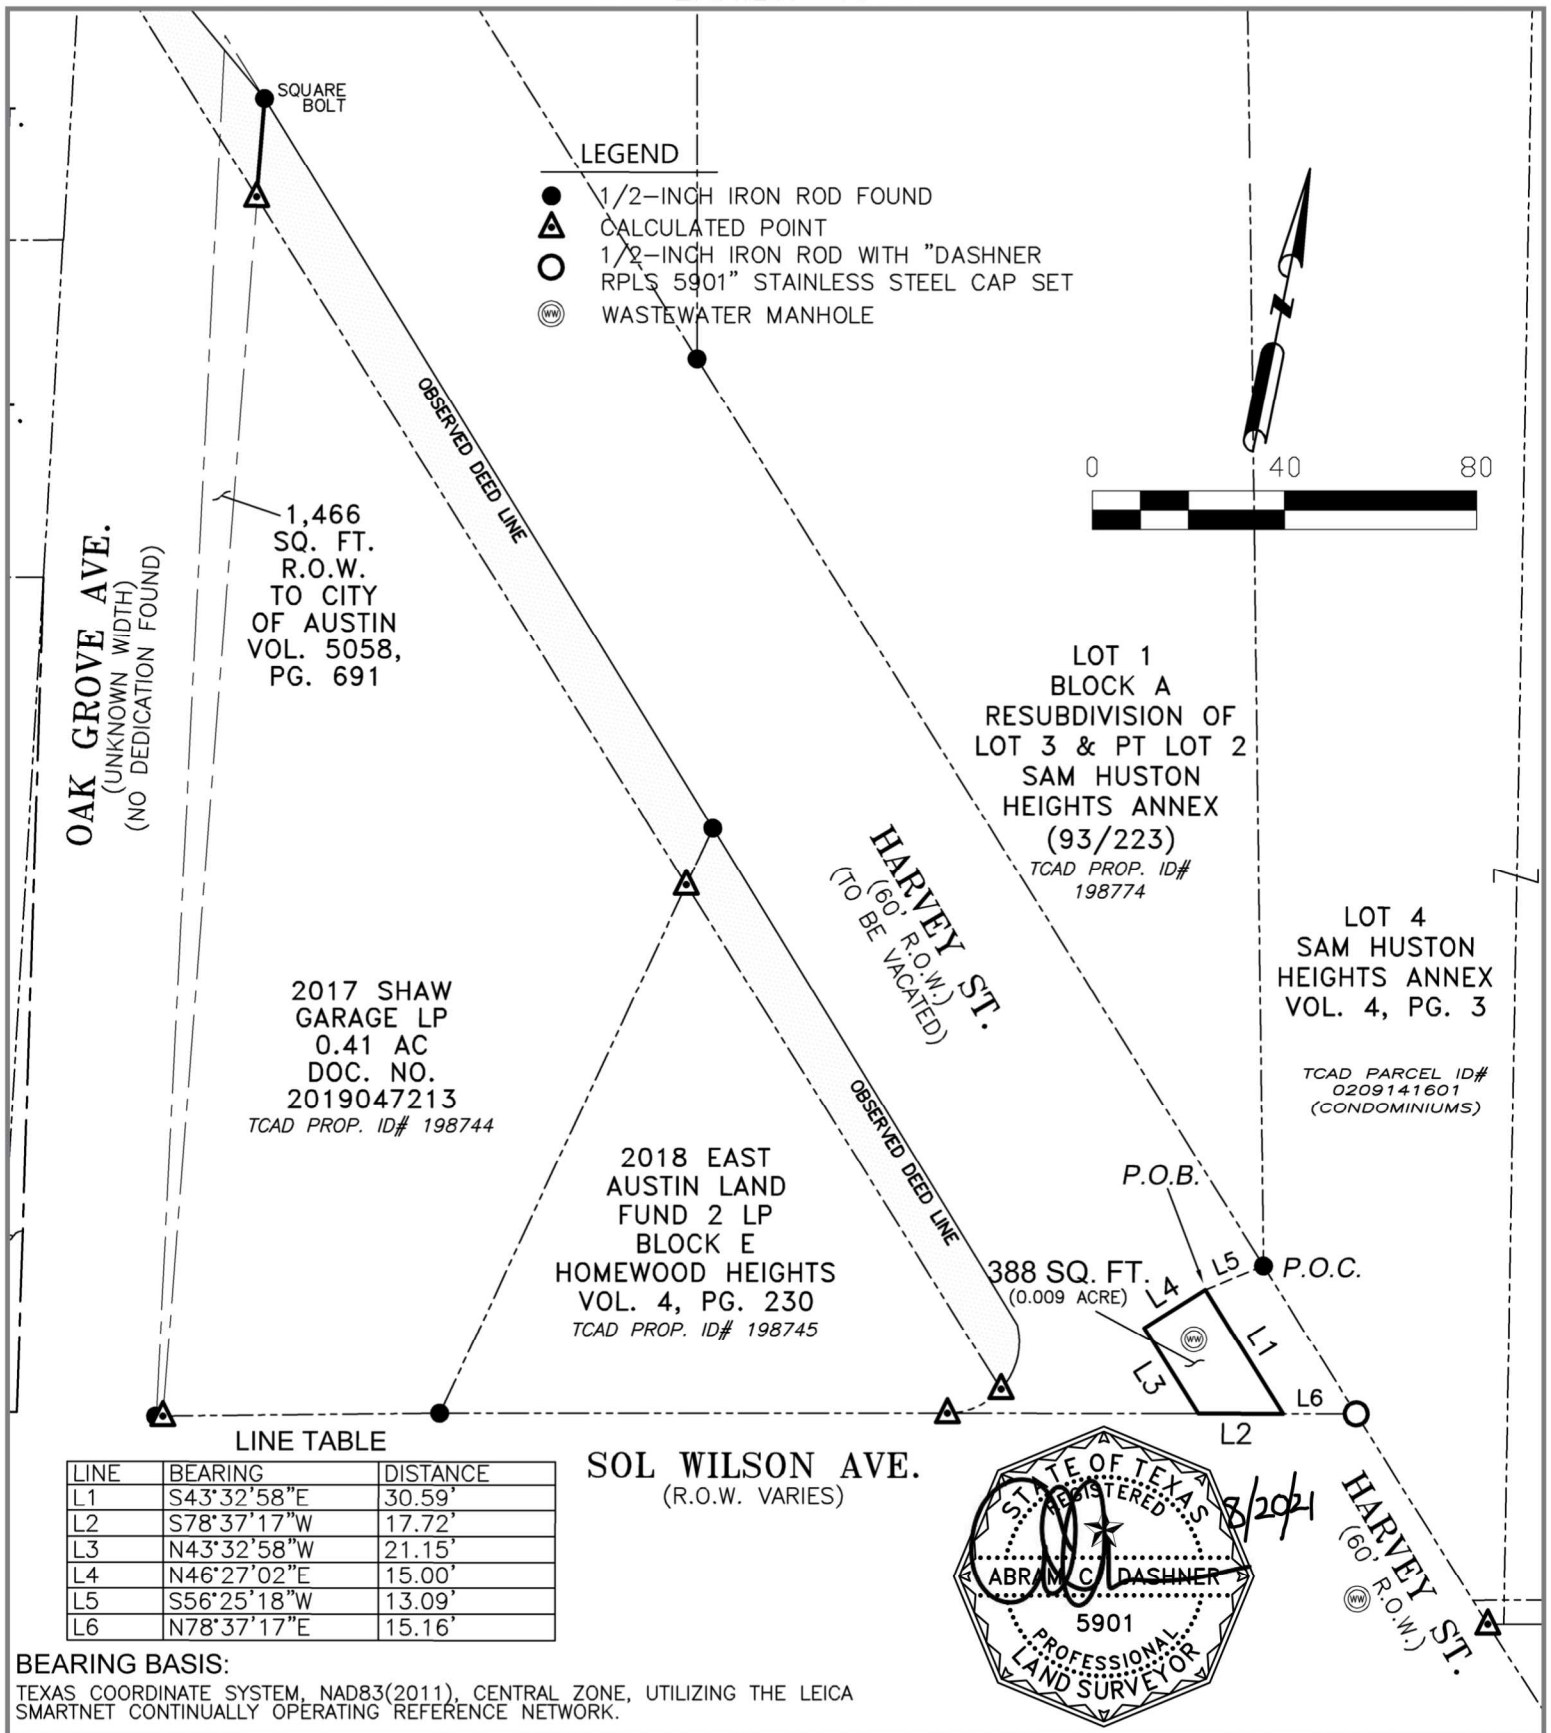 SQUARE
BOLT
LEGEND
1/2-INCH IRON ROD FOUND
CALCULATED POINT
1/2-INCH IRON ROD WITH "DASHNER
RPLS 5901" STAINLESS STEEL CAP SET
WW WASTEWATER MANHOLE
N
0 40 80
OBSERVED DEED LINE
1,466
SQ. FT.
R.O.W.
TO CITY
OF AUSTIN
VOL. 5058,
PG. 691
OAK GROVE AVE.
(UNKNOWN WIDTH)
(NO DEDICATION FOUND)
LOT 1
BLOCK A
RESUBDIVISION OF
LOT 3 & PT LOT 2
SAM HUSTON
HEIGHTS ANNEX
(93/223)
TCAD PROP. ID#
198774
HARVEY ST.
(60' R.O.W.)
(TO BE VACATED)
LOT 4
SAM HUSTON
HEIGHTS ANNEX
VOL. 4, PG. 3
TCAD PARCEL ID#
0209141601
(CONDOMINIUMS)
2017 SHAW
GARAGE LP
0.41 AC
DOC. NO.
2019047213
TCAD PROP. ID# 198744
OBSERVED DEED LINE
2018 EAST
AUSTIN LAND
FUND 2 LP
BLOCK E
HOMEWOOD HEIGHTS
VOL. 4, PG. 230
TCAD PROP. ID# 198745
P.O.B.
P.O.C.
388 SQ. FT.
(0.009 ACRE)
L5
L4
WW
L1
L3
L6
L2
LINE TABLE
LINE BEARING DISTANCE
L1 S43°32'58"E 30.59'
L2 S78°37'17"W 17.72'
L3 N43°32'58"W 21.15'
L4 N46°27'02"E 15.00'
L5 S56°25'18"W 13.09'
L6 N78°37'17"E 15.16'
SOL WILSON AVE.
(R.O.W. VARIES)
STATE OF TEXAS
REGISTERED
ABRAM C. DASHNER
5901
PROFESSIONAL
LAND SURVEYOR
8/20/21
HARVEY ST.
(60' R.O.W.)
WW
BEARING BASIS:
TEXAS COORDINATE SYSTEM, NAD83(2011), CENTRAL ZONE, UTILIZING THE LEICA
SMARTNET CONTINUALLY OPERATING REFERENCE NETWORK.